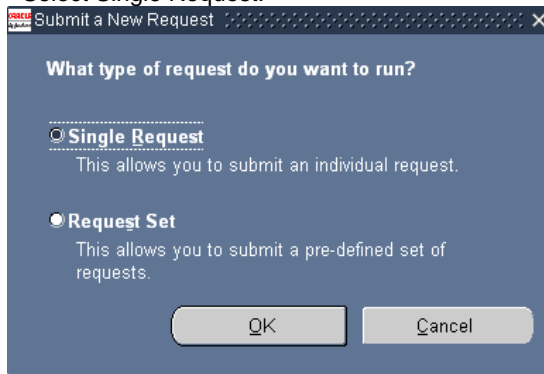 Select Single Request.
ORACLE
Submit a New Request
What type of request do you want to run?
Single Request
This allows you to submit an individual request.
Request Set
This allows you to submit a pre-defined set of
requests.
OK
Cancel